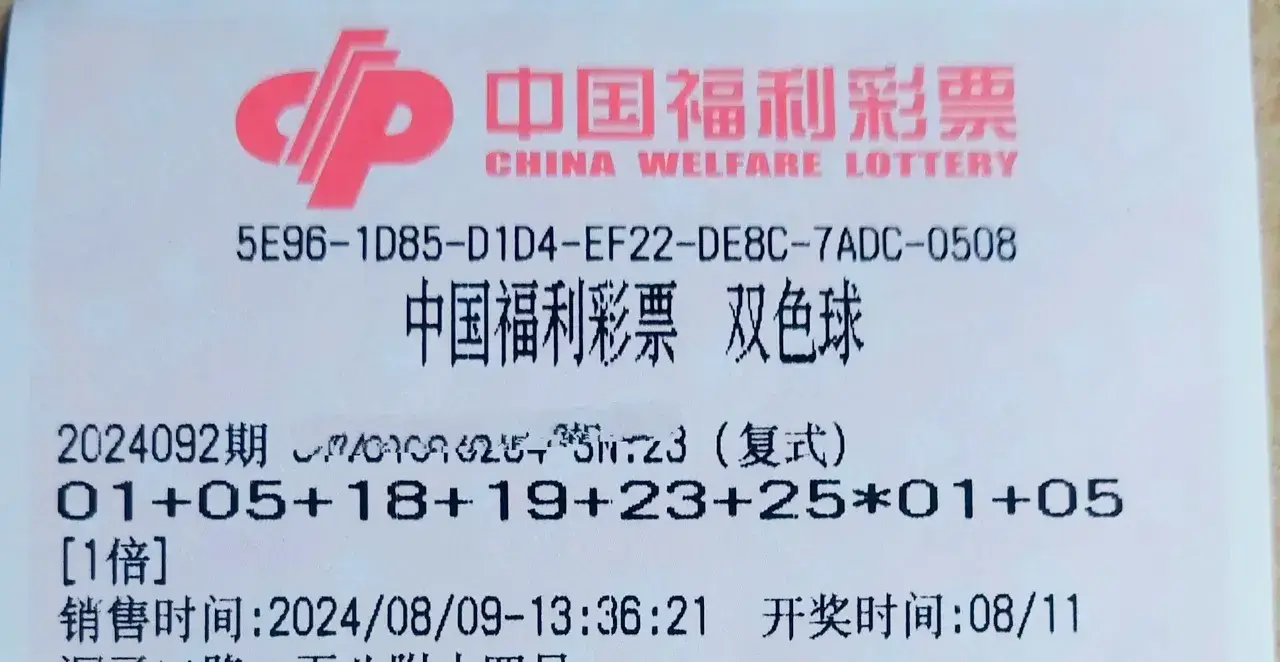 中国福利彩票
CHINA WELFARE LOTTERY
5E96-1D85-D1D4-EF22-DE8C-7ADC-0508
中国福利彩票 双色球
2024092期 (复式)
01+05+18+19+23+25*01+05
[1倍]
销售时间:2024/08/09-13:36:21 开奖时间:08/11